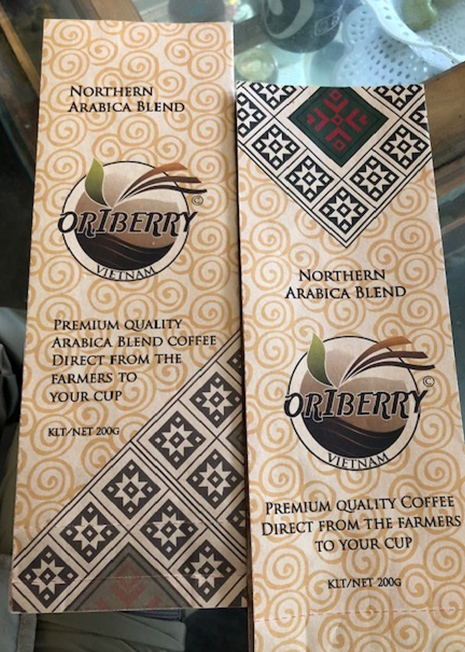 NORTHERN
ARABICA BLEND
©
ORIBERRY
VIETNAM
PREMIUM QUALITY
ARABICA BLEND COFFEE
DIRECT FROM THE
FARMERS TO
YOUR CUP
KLT/NET 200G
NORTHERN
ARABICA BLEND
©
ORIBERRY
VIETNAM
PREMIUM QUALITY COFFEE
DIRECT FROM THE FARMERS
TO YOUR CUP
KLT/NET 200G